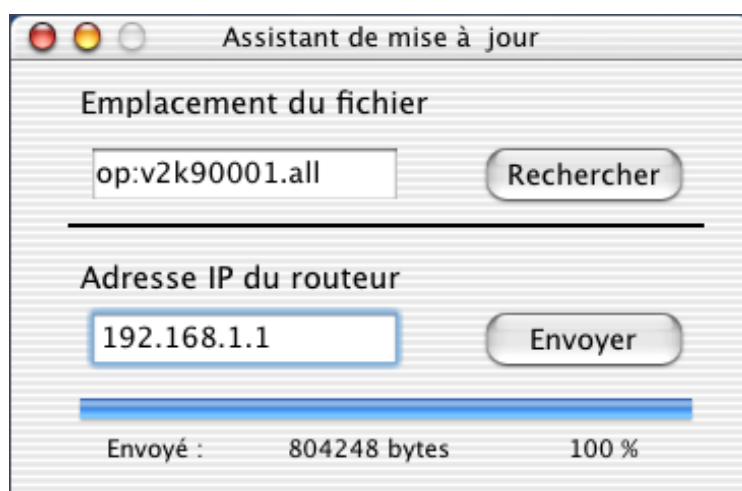 Assistant de mise à jour
Emplacement du fichier
op:v2k90001.all Rechercher
Adresse IP du routeur
192.168.1.1 Envoyer
Envoyé : 804248 bytes 100 %